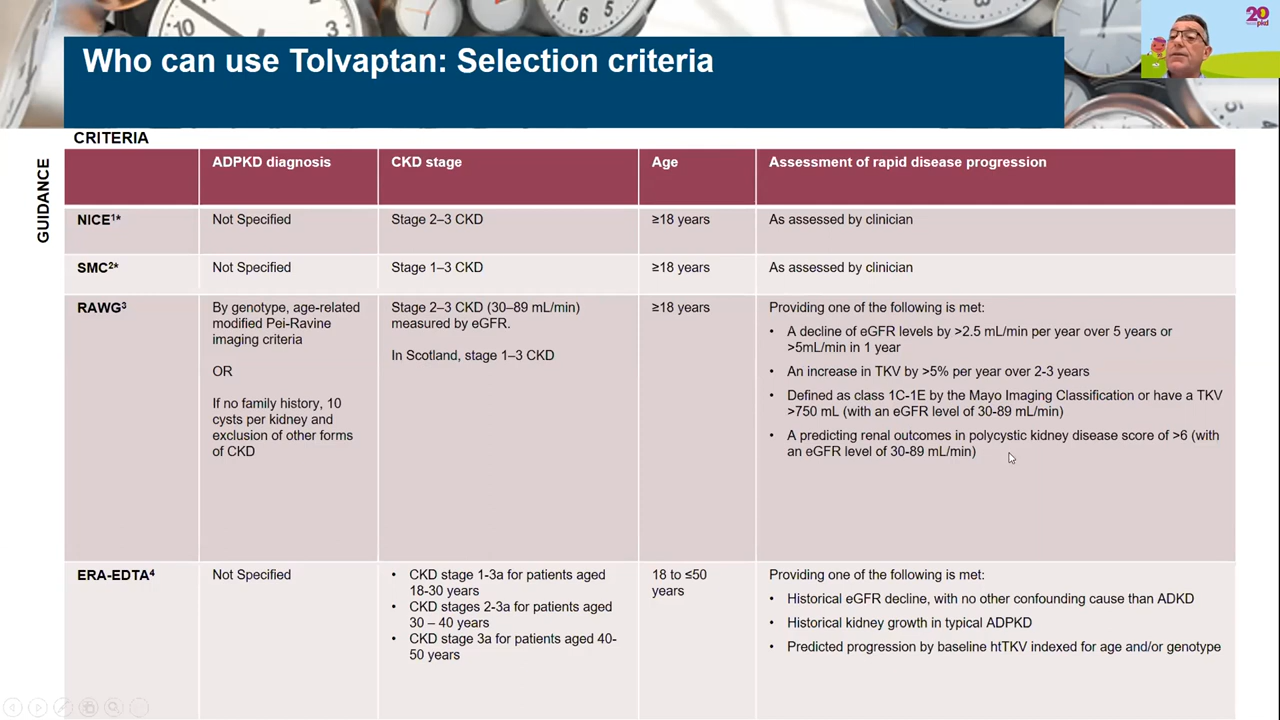 10
3
4
6
5
20
pkd
Who can use Tolvaptan: Selection criteria
CRITERIA
GUIDANCE
ADPKD diagnosis
CKD stage
Age
Assessment of rapid disease progression
NICE¹*
Not Specified
Stage 2–3 CKD
≥18 years
As assessed by clinician
SMC²*
Not Specified
Stage 1–3 CKD
≥18 years
As assessed by clinician
RAWG³
By genotype, age-related
modified Pei-Ravine
imaging criteria
OR
If no family history, 10
cysts per kidney and
exclusion of other forms
of CKD
Stage 2–3 CKD (30–89 mL/min)
measured by eGFR.
In Scotland, stage 1–3 CKD
≥18 years
Providing one of the following is met:
• A decline of eGFR levels by >2.5 mL/min per year over 5 years or
>5mL/min in 1 year
• An increase in TKV by >5% per year over 2-3 years
• Defined as class 1C-1E by the Mayo Imaging Classification or have a TKV
>750 mL (with an eGFR level of 30-89 mL/min)
• A predicting renal outcomes in polycystic kidney disease score of >6 (with
an eGFR level of 30-89 mL/min)
ERA-EDTA⁴
Not Specified
• CKD stage 1-3a for patients aged
18-30 years
• CKD stages 2-3a for patients aged
30 – 40 years
• CKD stage 3a for patients aged 40-
50 years
18 to ≤50
years
Providing one of the following is met:
• Historical eGFR decline, with no other confounding cause than ADKD
• Historical kidney growth in typical ADPKD
• Predicted progression by baseline htTKV indexed for age and/or genotype